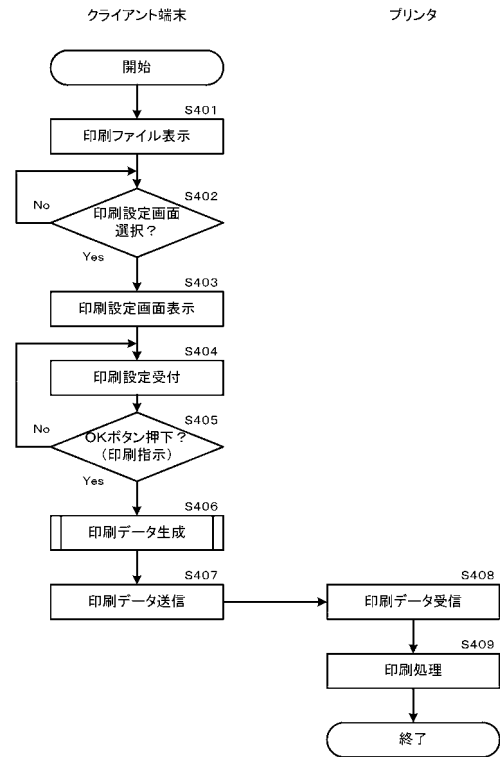 クライアント端末
プリンタ
開始
S401
印刷ファイル表示
S402
No
印刷設定画面
選択？
Yes
S403
印刷設定画面表示
S404
印刷設定受付
S405
No
OKボタン押下？
（印刷指示）
Yes
S406
印刷データ生成
S407
印刷データ送信
S408
印刷データ受信
S409
印刷処理
終了